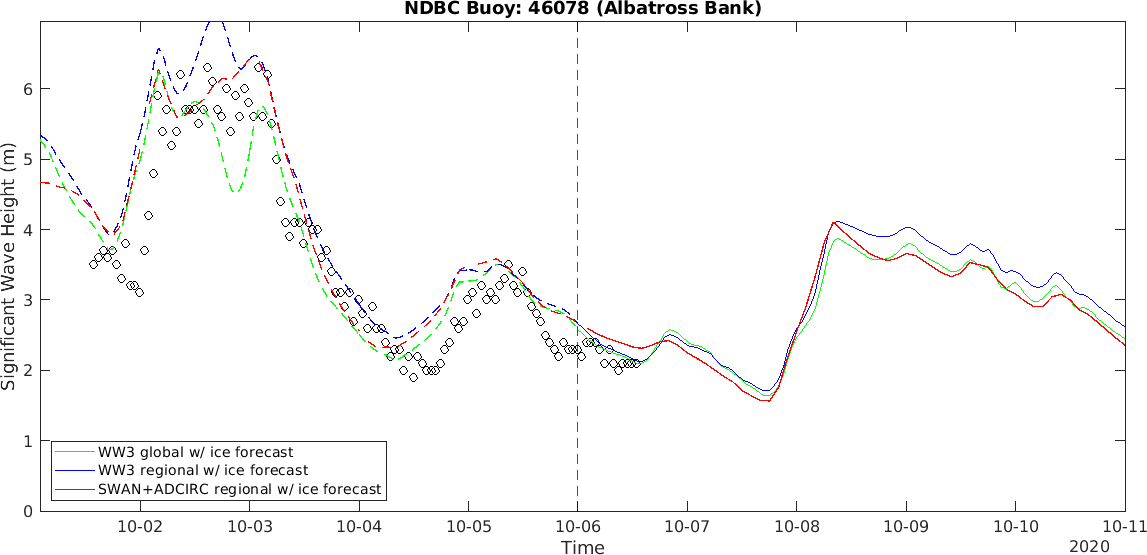 NDBC Buoy: 46078 (Albatross Bank)
Significant Wave Height (m)
6
5
4
3
2
1
0
WW3 global w/ ice forecast
WW3 regional w/ ice forecast
SWAN+ADCIRC regional w/ ice forecast
10-02 10-03 10-04 10-05 10-06 10-07 10-08 10-09 10-10 10-11
Time
2020